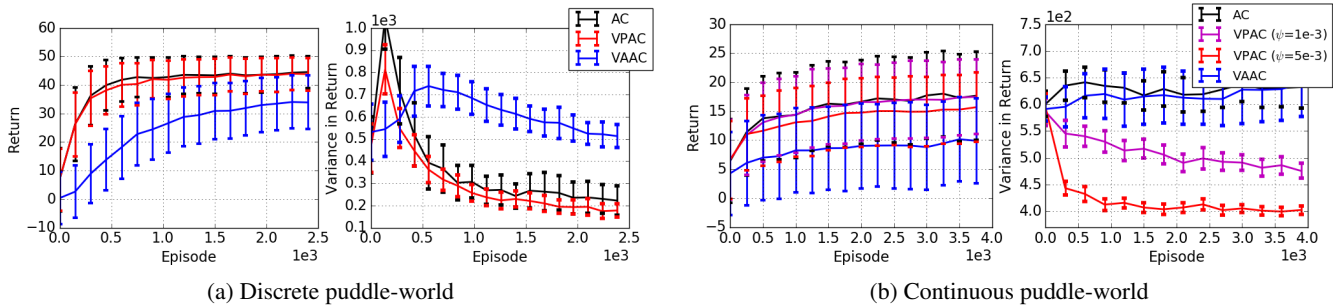 60
50
40
30
20
10
0
−10
Return
0.0 0.5 1.0 1.5 2.0 2.5
Episode 1e3
1e3
1.0
0.9
0.8
0.7
0.6
0.5
0.4
0.3
0.2
0.1
Variance in Return
0.0 0.5 1.0 1.5 2.0 2.5
Episode 1e3
AC
VPAC
VAAC
(a) Discrete puddle-world
30
25
20
15
10
5
0
−5
Return
0.0 0.5 1.0 1.5 2.0 2.5 3.0 3.5 4.0
Episode 1e3
7.5 1e2
7.0
6.5
6.0
5.5
5.0
4.5
4.0
Variance in Return
0.0 0.5 1.0 1.5 2.0 2.5 3.0 3.5 4.0
Episode 1e3
AC
VPAC (ψ=1e-3)
VPAC (ψ=5e-3)
VAAC
(b) Continuous puddle-world